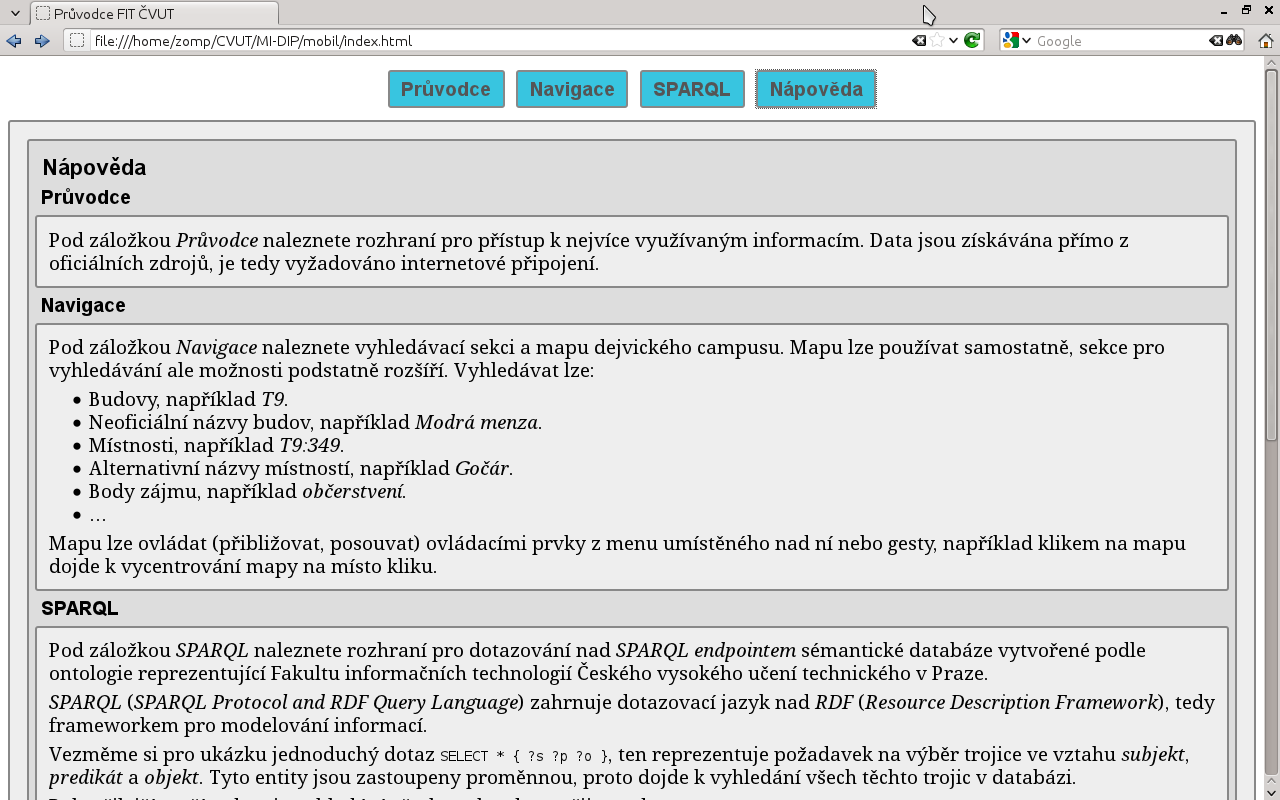 Průvodce FIT ČVUT
file:///home/zomp/CVUT/MI-DIP/mobil/index.html
Google
Průvodce
Navigace
SPARQL
Nápověda
Nápověda
Průvodce
Pod záložkou Průvodce naleznete rozhraní pro přístup k nejvíce využívaným informacím. Data jsou získávána přímo z
oficiálních zdrojů, je tedy vyžadováno internetové připojení.
Navigace
Pod záložkou Navigace naleznete vyhledávací sekci a mapu dejvického campusu. Mapu lze používat samostatně, sekce pro
vyhledávání ale možnosti podstatně rozšíří. Vyhledávat lze:
• Budovy, například T9.
• Neoficiální názvy budov, například Modrá menza.
• Místnosti, například T9:349.
• Alternativní názvy místností, například Gočár.
• Body zájmu, například občerstvení.
• …
Mapu lze ovládat (přibližovat, posouvat) ovládacími prvky z menu umístěného nad ní nebo gesty, například klikem na mapu
dojde k vycentrování mapy na místo kliku.
SPARQL
Pod záložkou SPARQL naleznete rozhraní pro dotazování nad SPARQL endpointem sémantické databáze vytvořené podle
ontologie reprezentující Fakultu informačních technologií Českého vysokého učení technického v Praze.
SPARQL (SPARQL Protocol and RDF Query Language) zahrnuje dotazovací jazyk nad RDF (Resource Description Framework), tedy
frameworkem pro modelování informací.
Vezměme si pro ukázku jednoduchý dotaz SELECT * { ?s ?p ?o }, ten reprezentuje požadavek na výběr trojice ve vztahu subjekt,
predikát a objekt. Tyto entity jsou zastoupeny proměnnou, proto dojde k vyhledání všech těchto trojic v databázi.